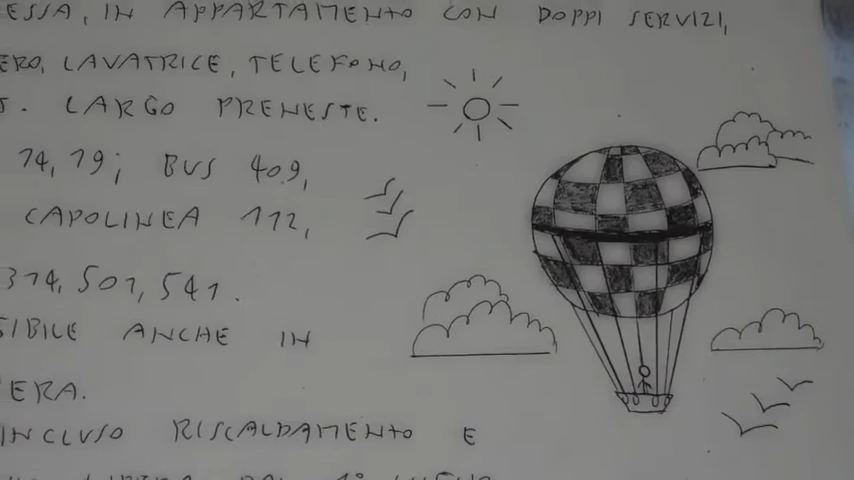 ESSA, IN APPARTAMENTO CON DOPPI SERVIZI,
ERO, LAVATRICE, TELEFONO,
. LARGO PRENESTE.
14, 19; BUS 409,
CAPOLINEA 112,
314, 501, 541.
SIBILE ANCHE IN
ERA.
INCLUSO RISCALDAMENTO E